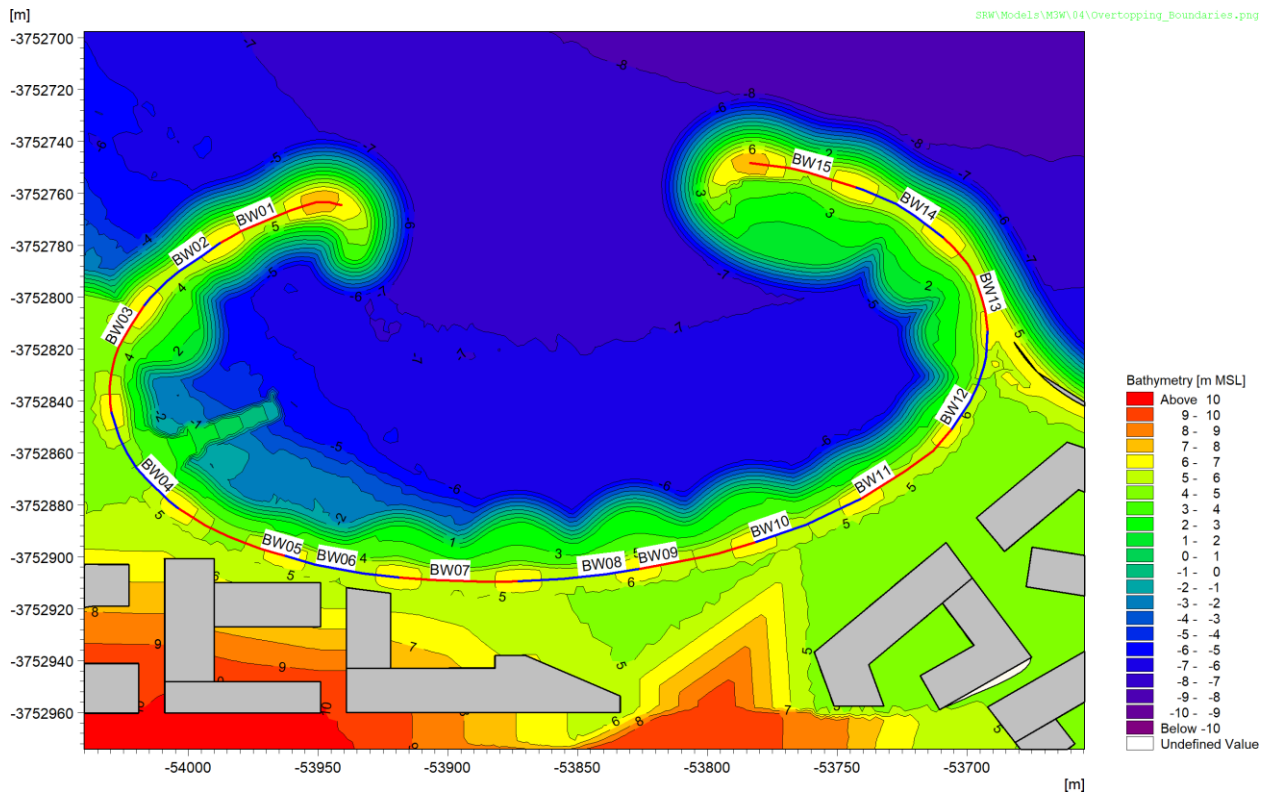 [m]
SRW\Models\M3W\04\Overtopping_Boundaries.png
-3752700
-3752720
-3752740
-3752760
-3752780
-3752800
-3752820
-3752840
-3752860
-3752880
-3752900
-3752920
-3752940
-3752960
BW01
BW02
BW03
BW04
BW05
BW06
BW07
BW08
BW09
BW10
BW11
BW12
BW13
BW14
BW15
-54000
-53950
-53900
-53850
-53800
-53750
-53700
[m]
Bathymetry [m MSL]
Above 10
9 - 10
8 - 9
7 - 8
6 - 7
5 - 6
4 - 5
3 - 4
2 - 3
1 - 2
0 - 1
-1 - 0
-2 - -1
-3 - -2
-4 - -3
-5 - -4
-6 - -5
-7 - -6
-8 - -7
-9 - -8
-10 - -9
Below -10
Undefined Value